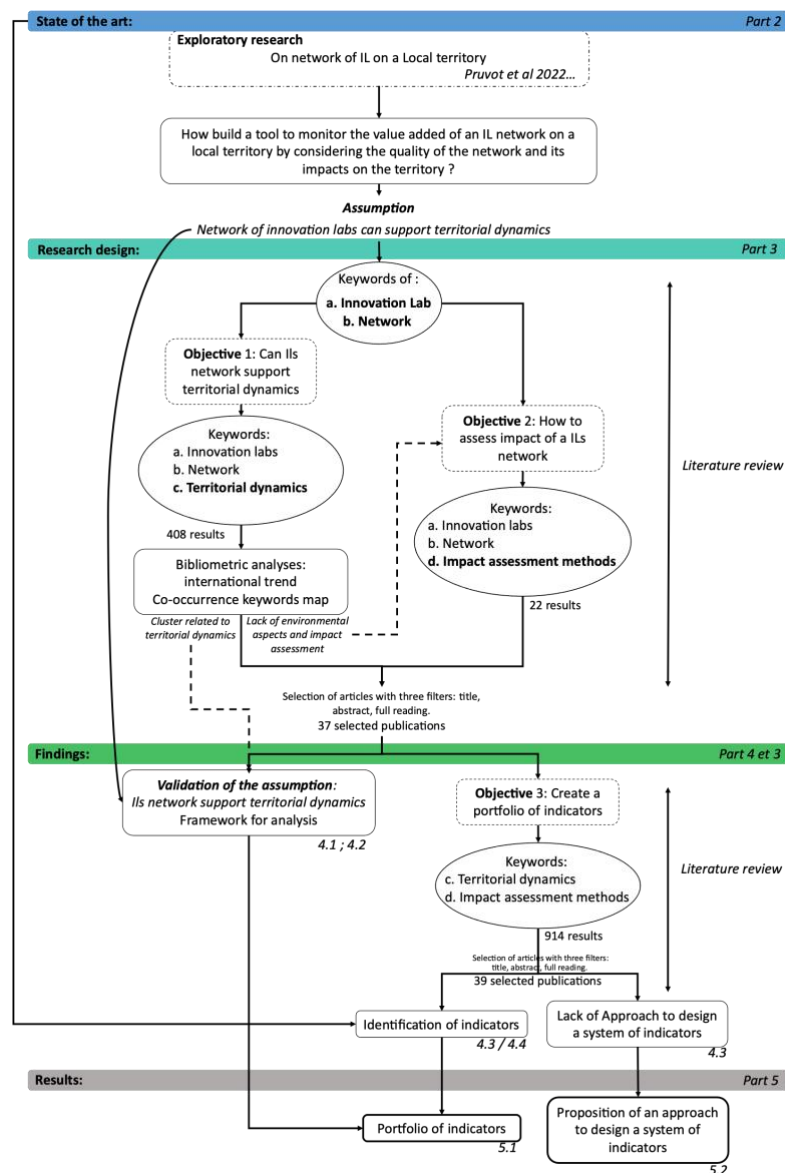 State of the art:
Part 2
Exploratory research
On network of IL on a Local territory
Pruvot et al 2022...
How build a tool to monitor the value added of an IL network on a
local territory by considering the quality of the network and its
impacts on the territory ?
Assumption
Network of innovation labs can support territorial dynamics
Research design:
Part 3
Keywords of :
a. Innovation Lab
b. Network
Objective 1: Can Ils
network support
territorial dynamics
Objective 2: How to
assess impact of a ILs
network
Keywords:
a. Innovation labs
b. Network
c. Territorial dynamics
Keywords:
a. Innovation labs
b. Network
d. Impact assessment methods
Literature review
408 results
Bibliometric analyses:
international trend
Co-occurrence keywords map
22 results
Cluster related to
territorial dynamics
Lack of environmental
aspects and impact
assessment
Selection of articles with three filters: title,
abstract, full reading.
37 selected publications
Findings:
Part 4 et 3
Validation of the assumption:
Ils network support territorial dynamics
Framework for analysis
4.1 ; 4.2
Objective 3: Create a
portfolio of indicators
Keywords:
c. Territorial dynamics
d. Impact assessment methods
Literature review
914 results
Selection of articles with three filters:
title, abstract, full reading.
39 selected publications
Identification of indicators
4.3 / 4.4
Lack of Approach to design
a system of indicators
4.3
Results:
Part 5
Portfolio of indicators
5.1
Proposition of an approach
to design a system of
indicators
5.2